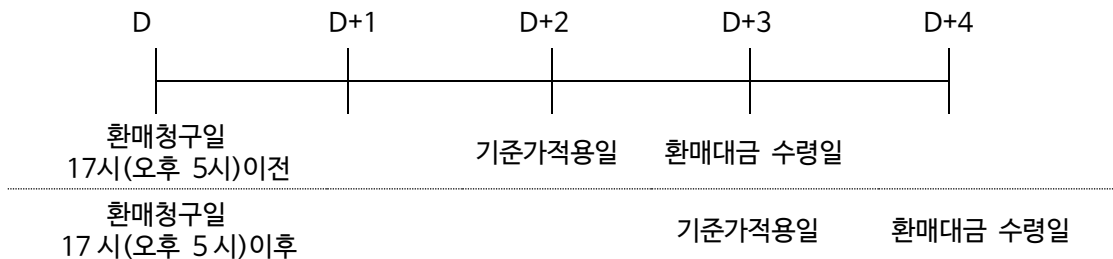 D D+1 D+2 D+3 D+4
환매청구일
17시(오후 5시)이전
기준가적용일 환매대금 수령일
환매청구일
17 시(오후 5 시)이후
기준가적용일 환매대금 수령일